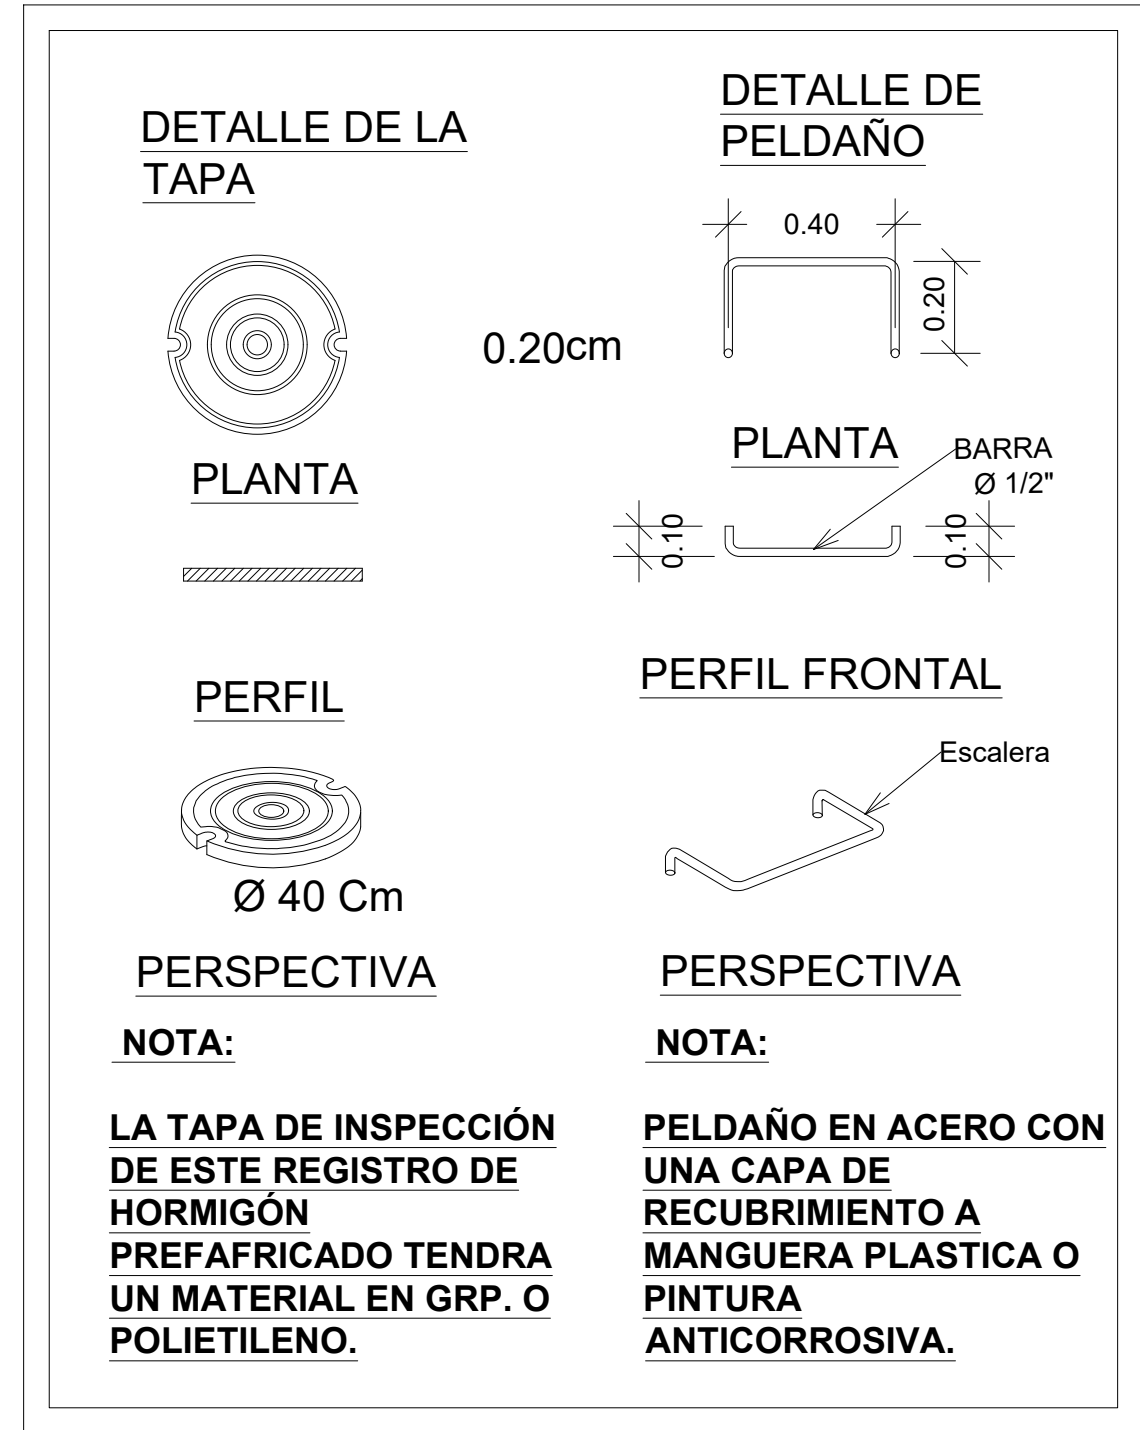 DETALLE DE LA
TAPA
PLANTA
PERFIL
Ø 40 Cm
PERSPECTIVA
NOTA:
LA TAPA DE INSPECCIÓN
DE ESTE REGISTRO DE
HORMIGÓN
PREFAFRICADO TENDRA
UN MATERIAL EN GRP. O
POLIETILENO.
0.20cm
DETALLE DE
PELDAÑO
0.40
0.20
PLANTA
BARRA
Ø 1/2"
0.10
0.10
PERFIL FRONTAL
Escalera
PERSPECTIVA
NOTA:
PELDAÑO EN ACERO CON
UNA CAPA DE
RECUBRIMIENTO A
MANGUERA PLASTICA O
PINTURA
ANTICORROSIVA.